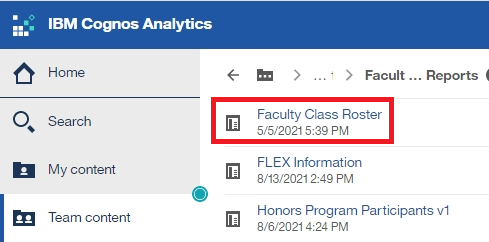 IBM Cognos Analytics
Home
Search
My content
Team content
... f > Facult ... Reports
Faculty Class Roster
5/5/2021 5:39 PM
FLEX Information
8/13/2021 2:49 PM
Honors Program Participants v1
8/6/2021 4:24 PM